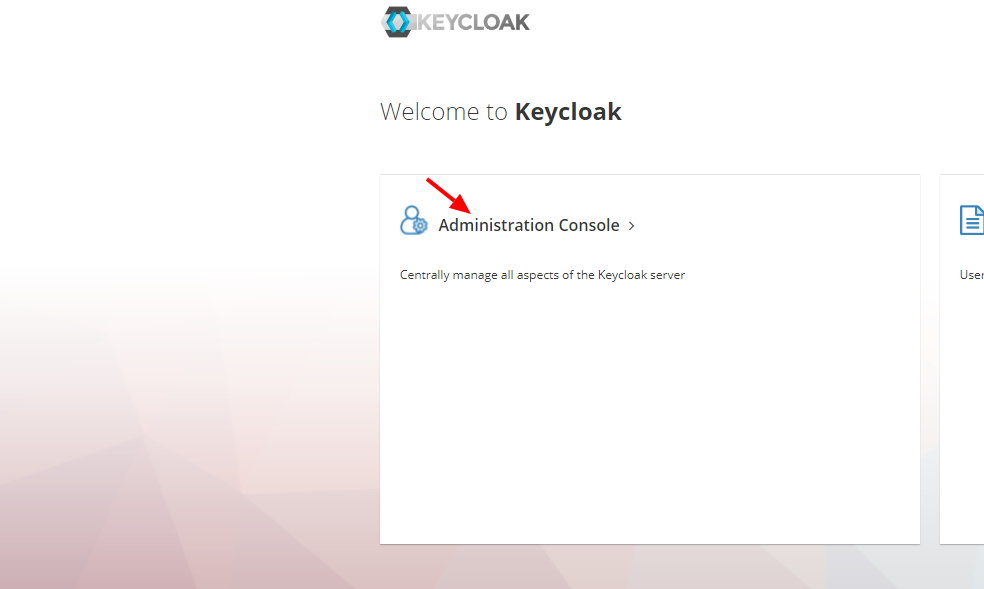 KEYCLOAK
Welcome to Keycloak
Administration Console
Centrally manage all aspects of the Keycloak server
User